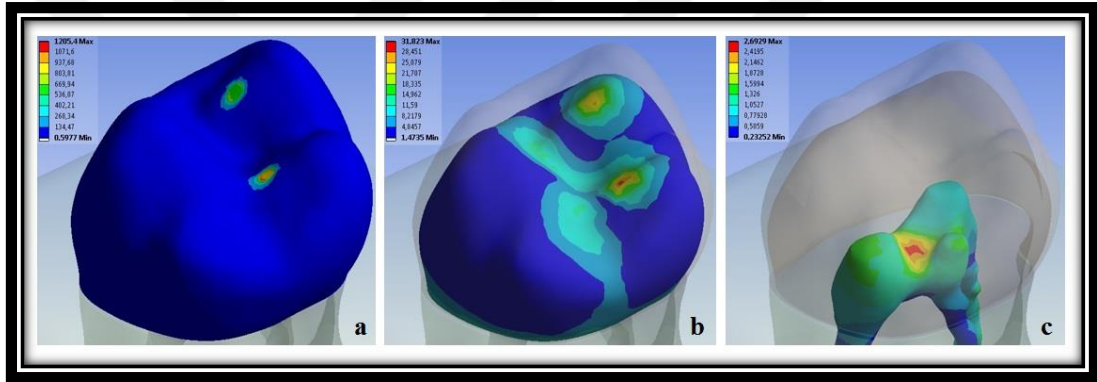 1205,4 Max
1071,6
937,68
803,81
669,94
536,07
402,21
268,34
134,47
0,5977 Min
a
31,823 Max
28,451
25,079
21,707
18,335
14,962
11,59
8,2179
4,8457
1,4735 Min
b
2,6929 Max
2,4195
2,1462
1,8728
1,5994
1,326
1,0527
0,77928
0,5059
0,23252 Min
c